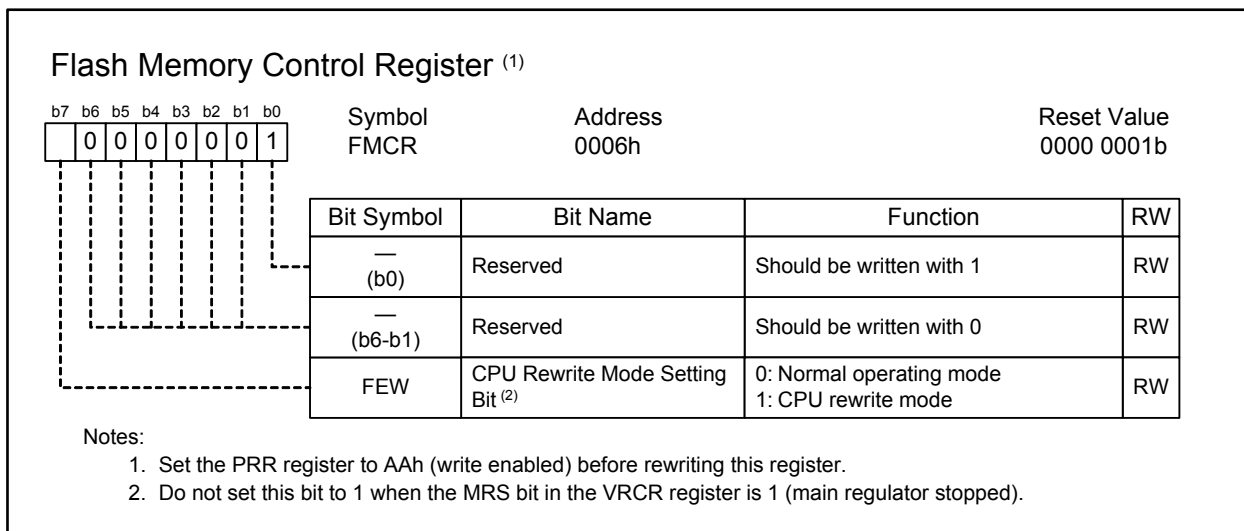 Flash Memory Control Register (1)
b7 b6 b5 b4 b3 b2 b1 b0
0 0 0 0 0 0 1
Symbol Address Reset Value
FMCR 0006h 0000 0001b
Bit Symbol Bit Name Function RW
—
(b0) Reserved Should be written with 1 RW
—
(b6-b1) Reserved Should be written with 0 RW
FEW CPU Rewrite Mode Setting
Bit (2) 0: Normal operating mode
1: CPU rewrite mode RW
Notes:
1. Set the PRR register to AAh (write enabled) before rewriting this register.
2. Do not set this bit to 1 when the MRS bit in the VRCR register is 1 (main regulator stopped).